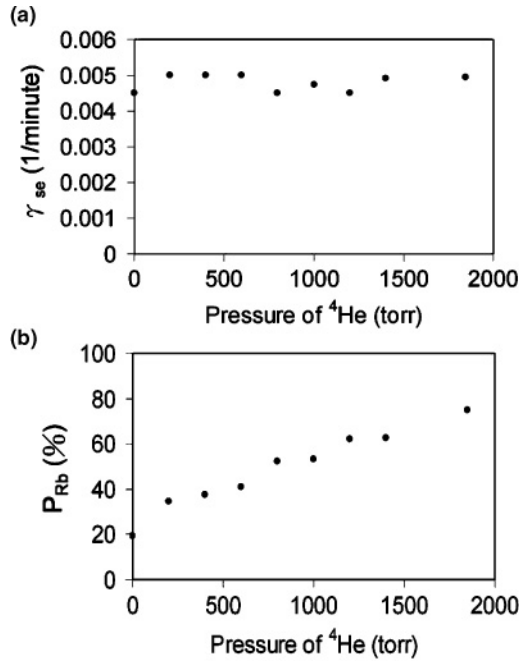 (a)
0.006
0.005
0.004
0.003
0.002
0.001
0
γ se (1/minute)
0 500 1000 1500 2000
Pressure of ⁴He (torr)
(b)
100
80
60
40
20
0
P_Rb (%)
0 500 1000 1500 2000
Pressure of ⁴He (torr)